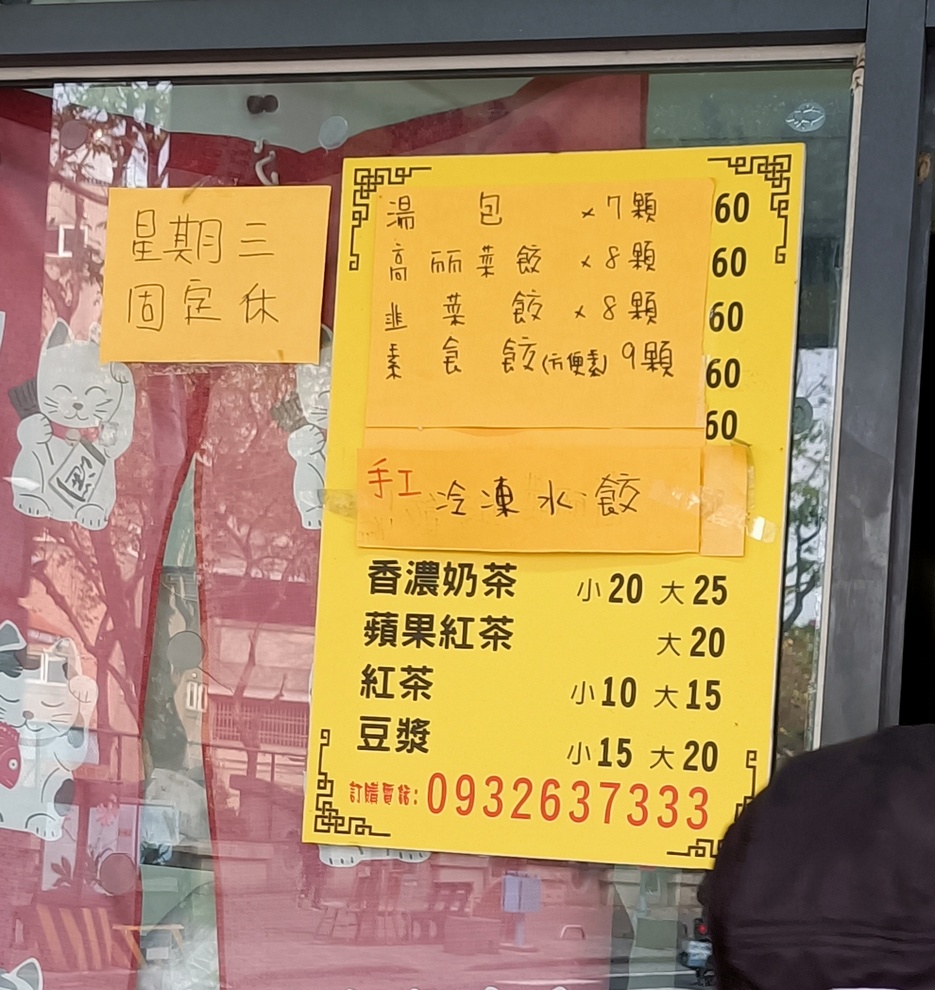 星期三
固定休
湯包 x7顆 60
高丽菜餃 x8顆 60
韭菜餃 x8顆 60
素食餃(方便素) 9顆 60
60
手工冷凍水餃
香濃奶茶 小20 大25
蘋果紅茶 大20
紅茶 小10 大15
豆漿 小15 大20
訂購電話:0932637333